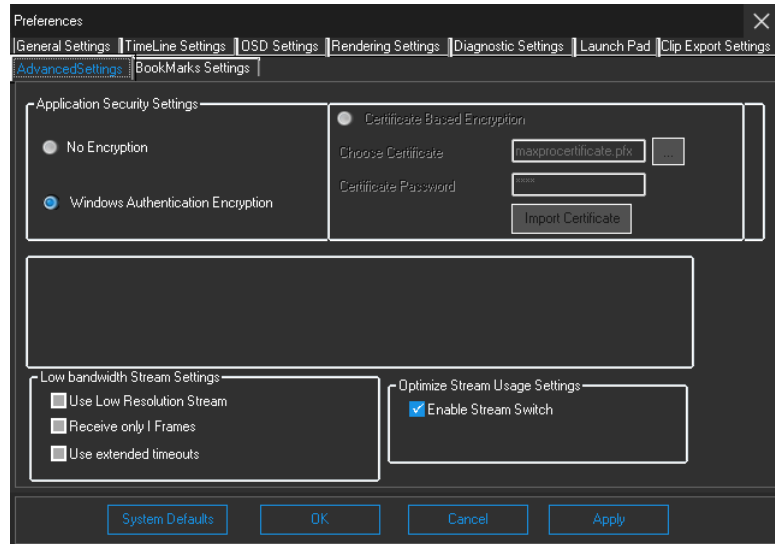 Preferences
General Settings TimeLine Settings OSD Settings Rendering Settings Diagnostic Settings Launch Pad Clip Export Settings
AdvancedSettings BookMarks Settings
Application Security Settings
No Encryption
Windows Authentication Encryption
Certificate Based Encryption
Choose Certificate maxprocertificate.pfx ...
Certificate Password ****
Import Certificate
Low bandwidth Stream Settings
Use Low Resolution Stream
Receive only I Frames
Use extended timeouts
Optimize Stream Usage Settings
Enable Stream Switch
System Defaults OK Cancel Apply